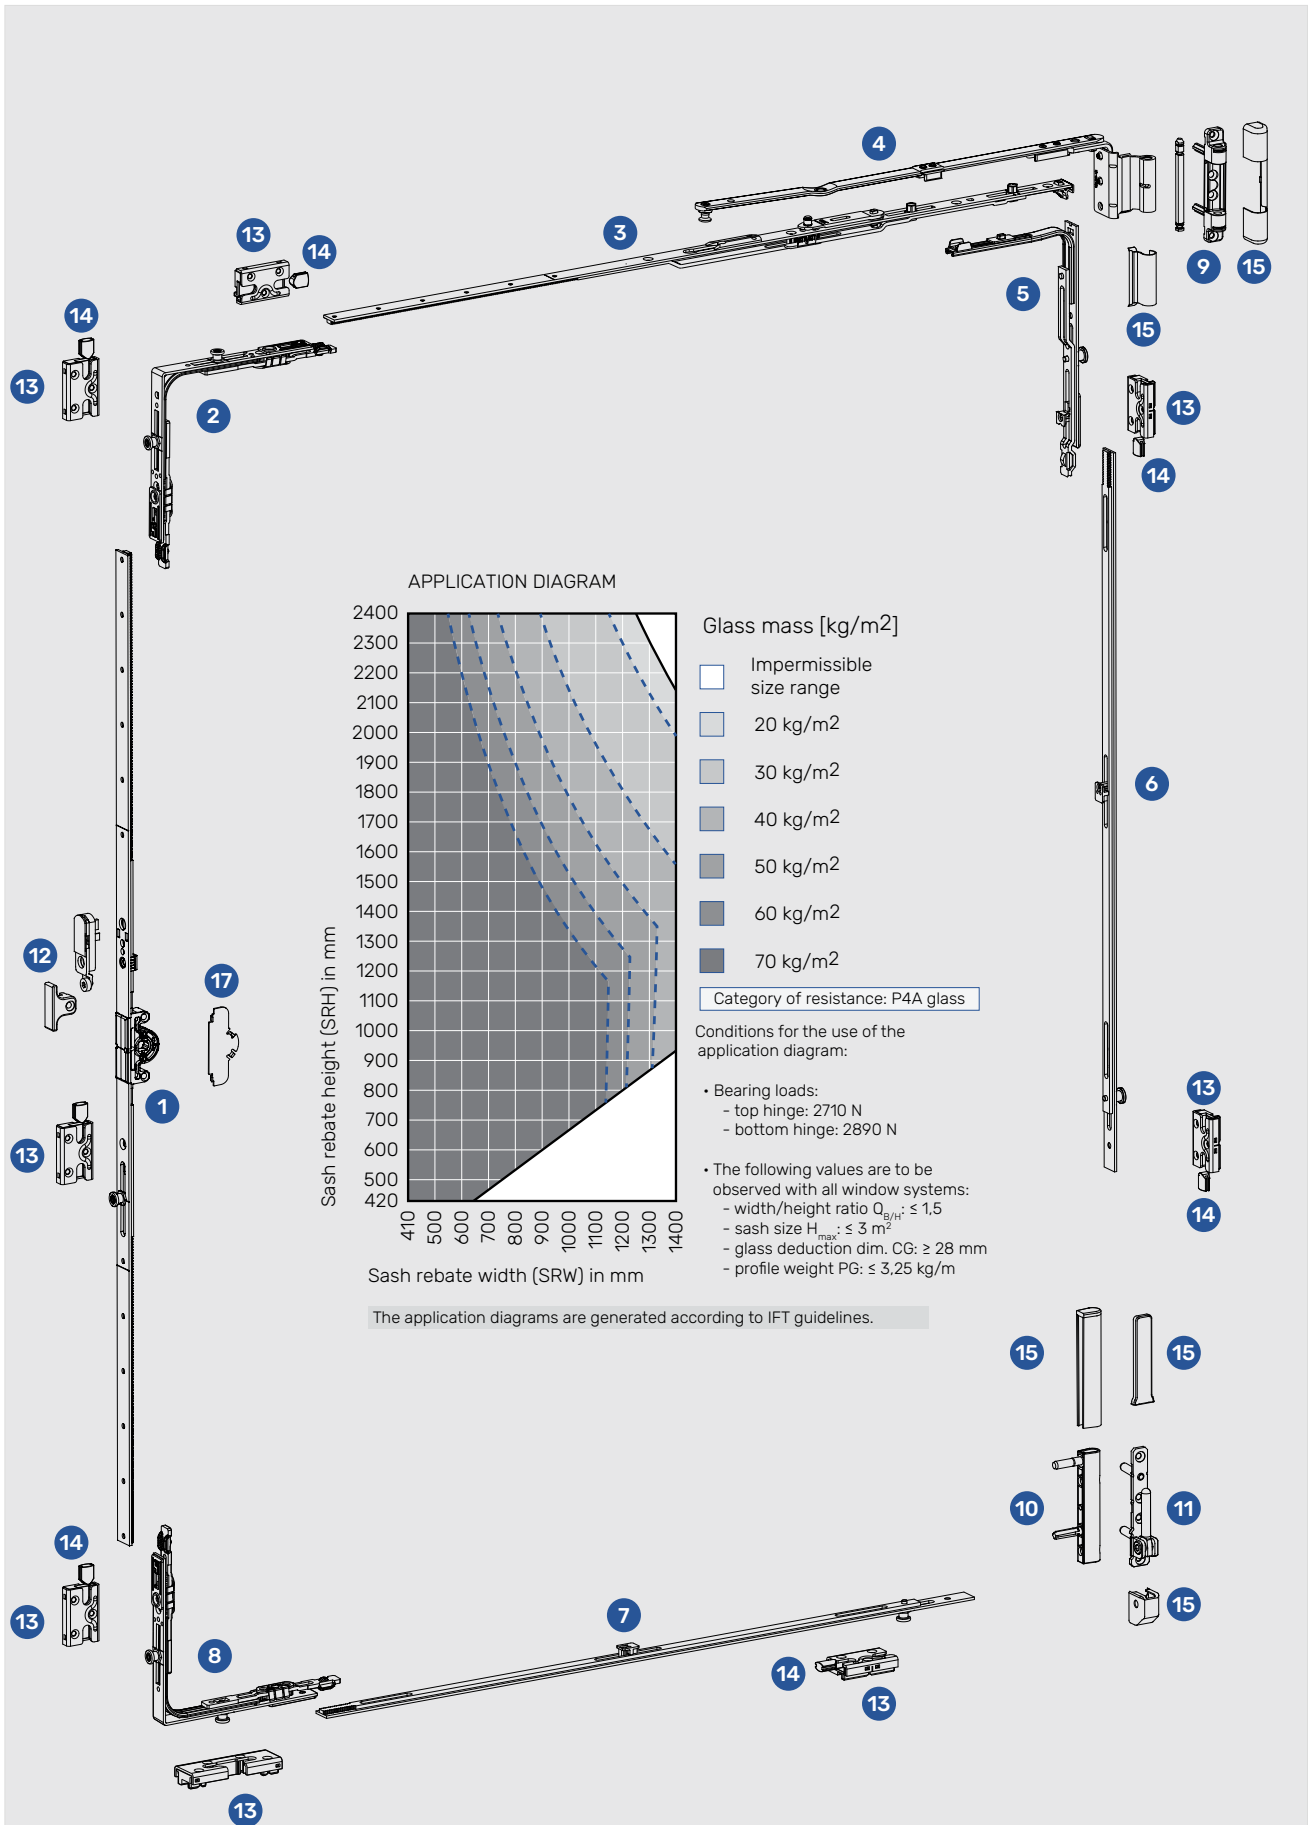 4
13
14
3
9
15
5
15
14
13
2
13
14
APPLICATION DIAGRAM
2400
2300
2200
2100
2000
1900
1800
1700
1600
1500
1400
1300
1200
1100
1000
900
800
700
600
500
420
Sash rebate height (SRH) in mm
410
500
600
700
800
900
1000
1100
1200
1300
1400
Sash rebate width (SRW) in mm
The application diagrams are generated according to IFT guidelines.
Glass mass [kg/m2]
Impermissible
size range
20 kg/m2
30 kg/m2
40 kg/m2
50 kg/m2
60 kg/m2
70 kg/m2
Category of resistance: P4A glass
Conditions for the use of the
application diagram:
• Bearing loads:
- top hinge: 2710 N
- bottom hinge: 2890 N
• The following values are to be
observed with all window systems:
- width/height ratio Q_B/H: ≤ 1,5
- sash size H_max: ≤ 3 m²
- glass deduction dim. CG: ≥ 28 mm
- profile weight PG: ≤ 3,25 kg/m
6
12
17
1
13
13
14
15
15
10
11
14
13
15
7
8
14
13
13